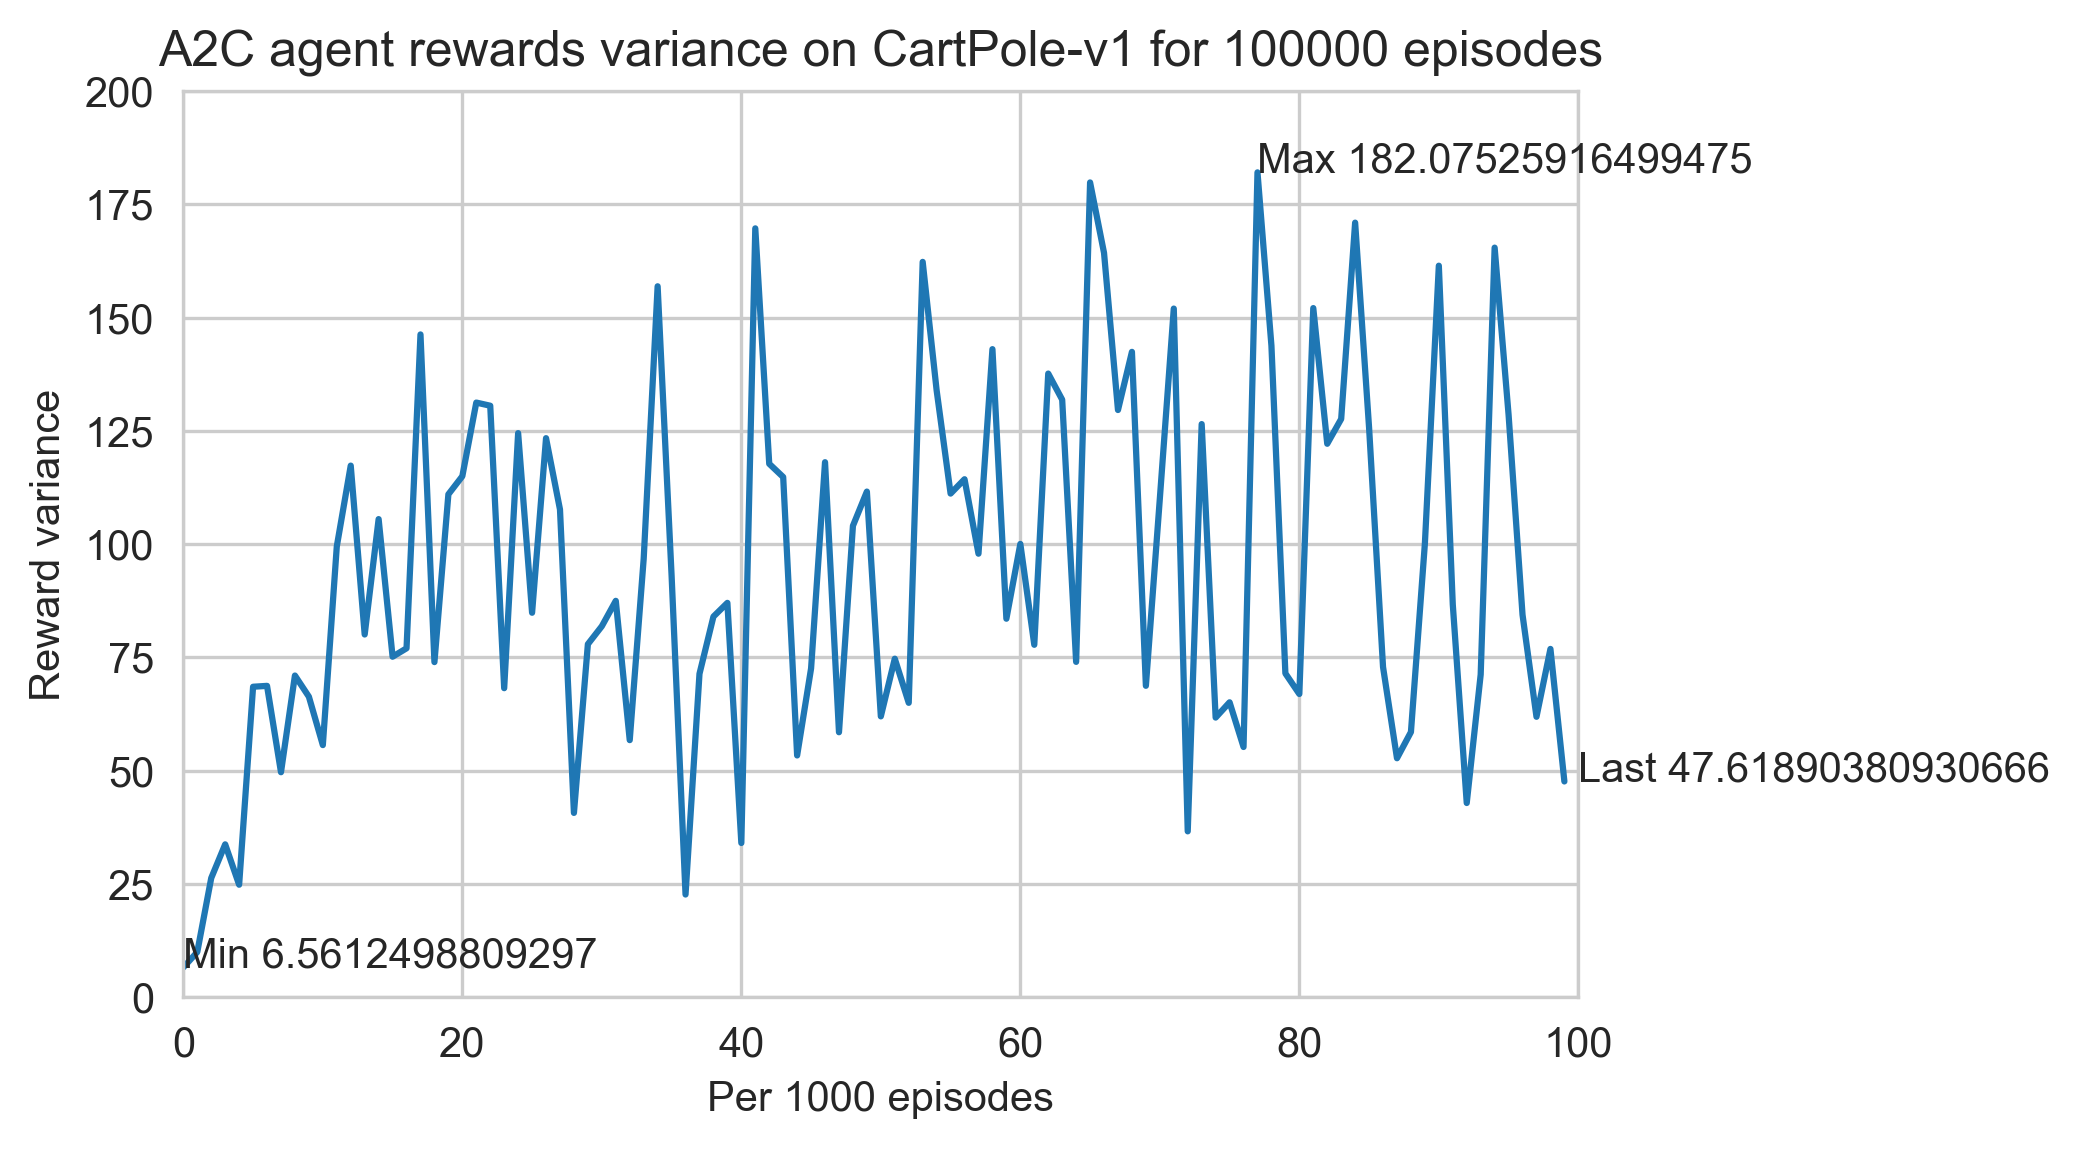 A2C agent rewards variance on CartPole-v1 for 100000 episodes
200
175
150
125
100
75
50
25
0
Reward variance
Max 182.07525916499475
Last 47.61890380930666
Min 6.5612498809297
0 20 40 60 80 100
Per 1000 episodes